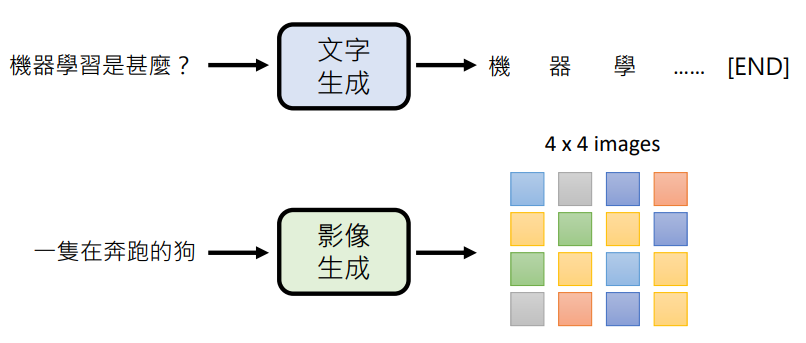 機器學習是甚麼？
文字
生成
機 器 學 …… [END]
4 x 4 images
一隻在奔跑的狗
影像
生成